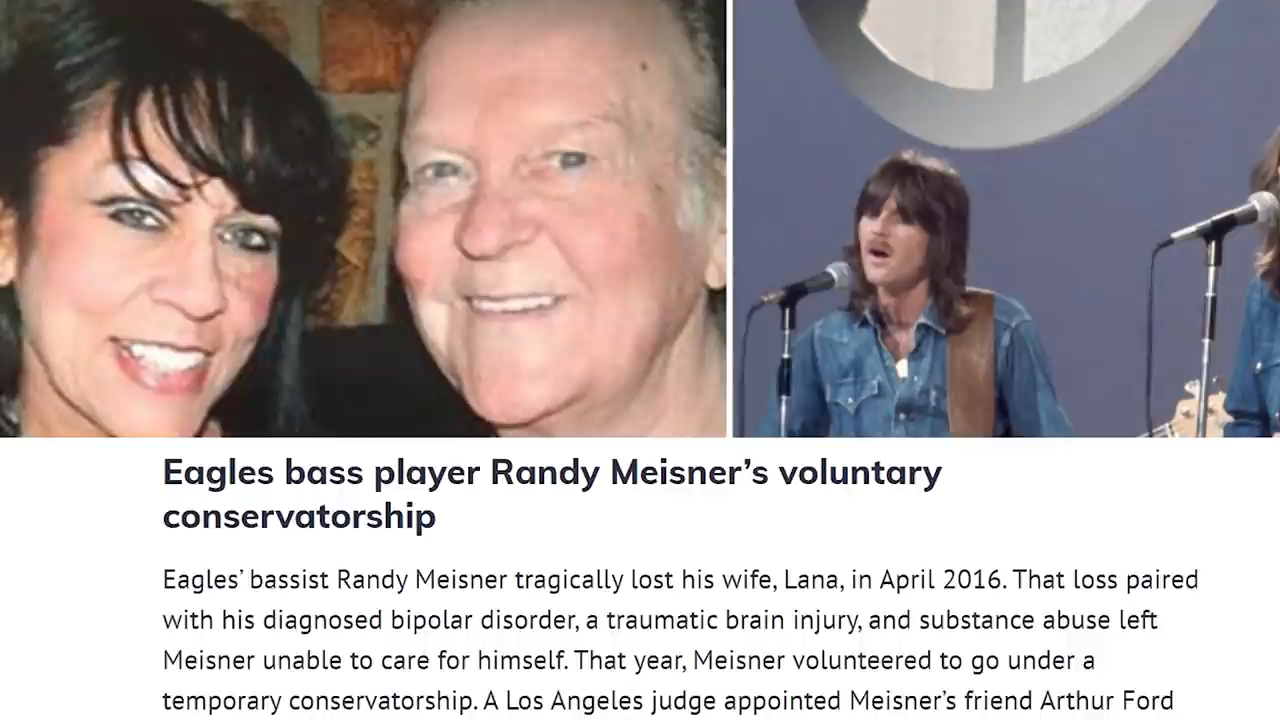 Eagles bass player Randy Meisner’s voluntary
conservatorship
Eagles’ bassist Randy Meisner tragically lost his wife, Lana, in April 2016. That loss paired
with his diagnosed bipolar disorder, a traumatic brain injury, and substance abuse left
Meisner unable to care for himself. That year, Meisner volunteered to go under a
temporary conservatorship. A Los Angeles judge appointed Meisner’s friend Arthur Ford